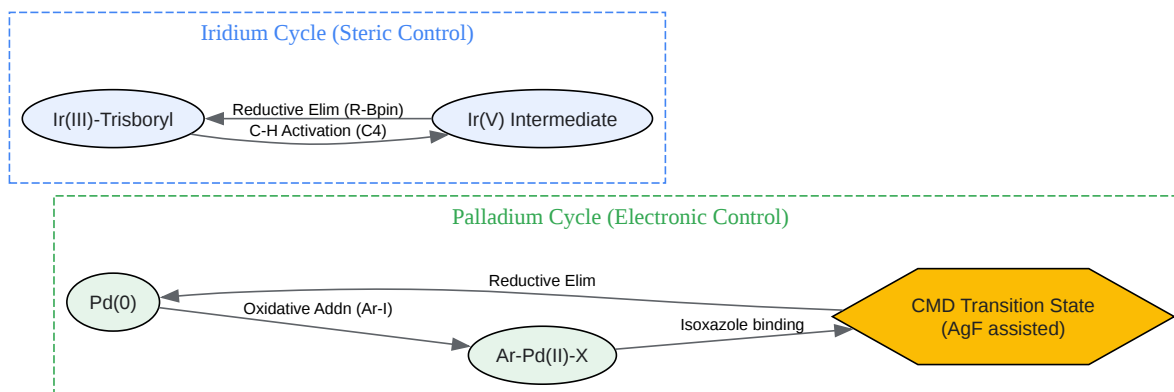 Iridium Cycle (Steric Control)
Ir(III)-Trisboryl
Reductive Elim (R-Bpin)
C-H Activation (C4)
Ir(V) Intermediate
Palladium Cycle (Electronic Control)
Pd(0)
Reductive Elim
Oxidative Addn (Ar-I)
Ar-Pd(II)-X
Isoxazole binding
CMD Transition State
(AgF assisted)